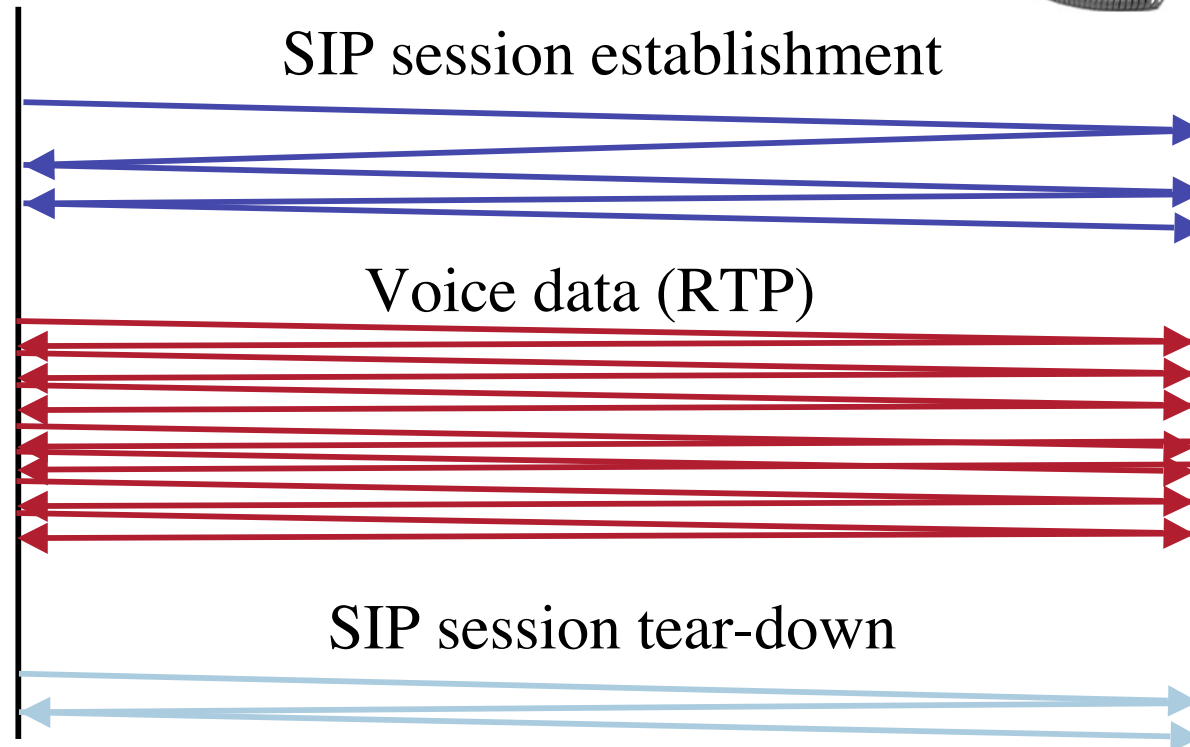 SIP session establishment
Voice data (RTP)
SIP session tear-down